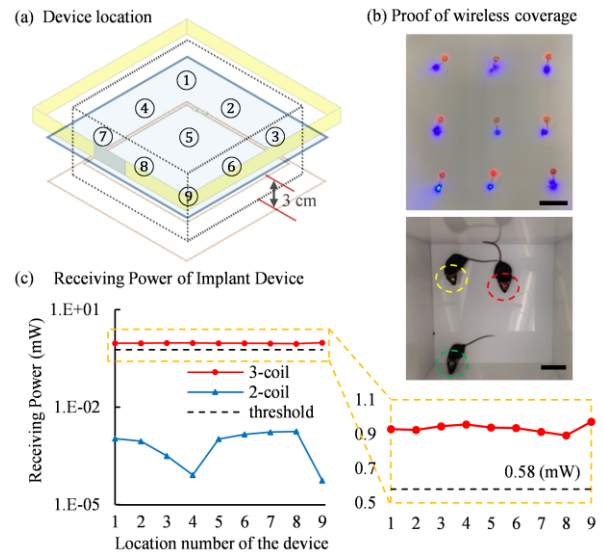 (a) Device location
1
4
2
7
5
3
8
6
9
3 cm
(b) Proof of wireless coverage
(c) Receiving Power of Implant Device
Receiving Power (mW)
1.E+01
1.E-02
1.E-05
3-coil
2-coil
threshold
1 2 3 4 5 6 7 8 9
Location number of the device
1.1
0.9
0.7
0.5
0.58 (mW)
1 2 3 4 5 6 7 8 9